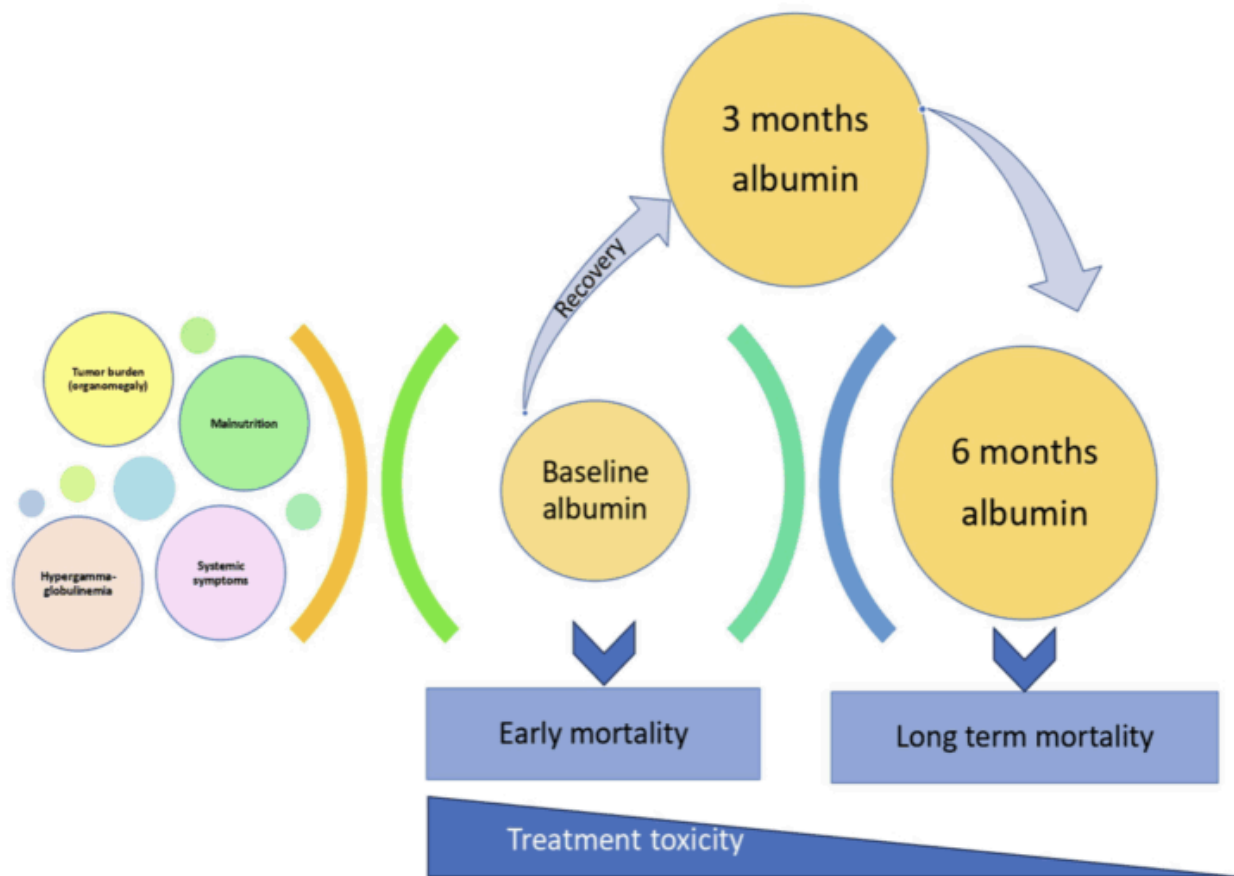 3 months
albumin
Recovery
Tumor burden
(organomegaly)
Malnutrition
Baseline
albumin
6 months
albumin
Hypergamma-
globulinemia
Systemic
symptoms
Early mortality
Long term mortality
Treatment toxicity